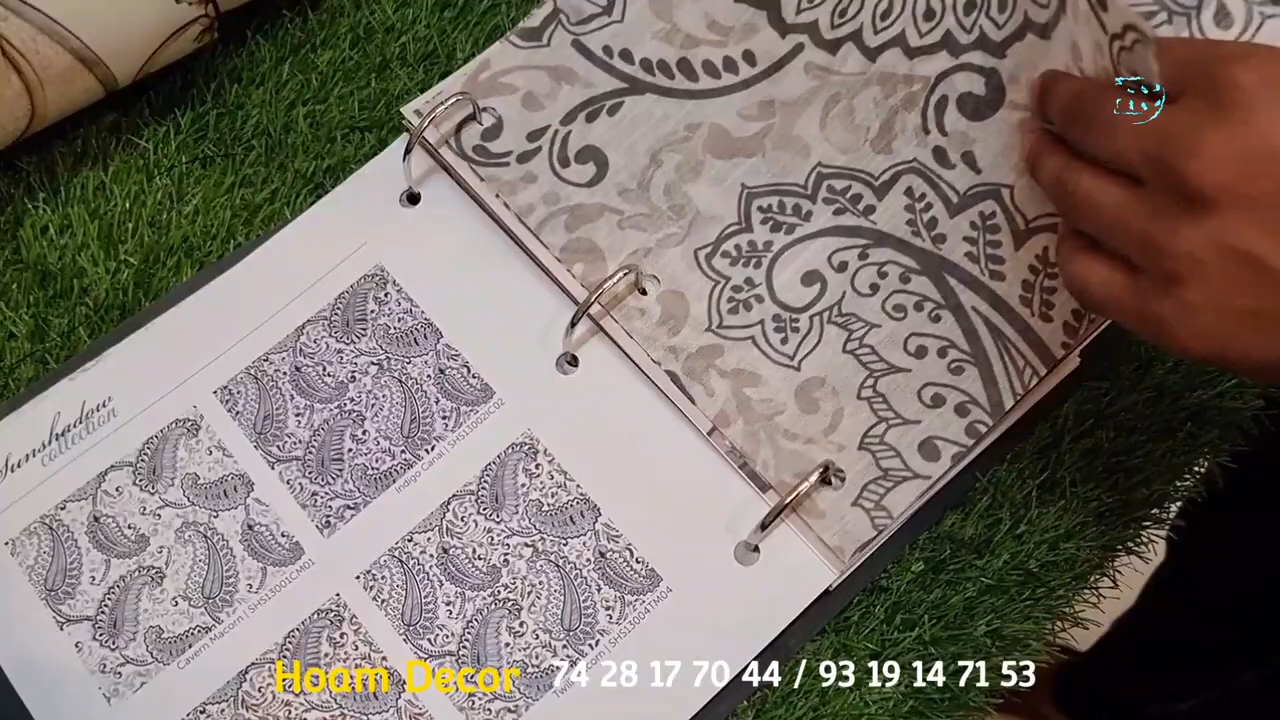 Sunshadow
collection
Indigo Canal | SHS13002IC02
Cavern Macorn | SHS13001CM01
Hoam Decor 74 28 17 70 44 / 93 19 14 71 53